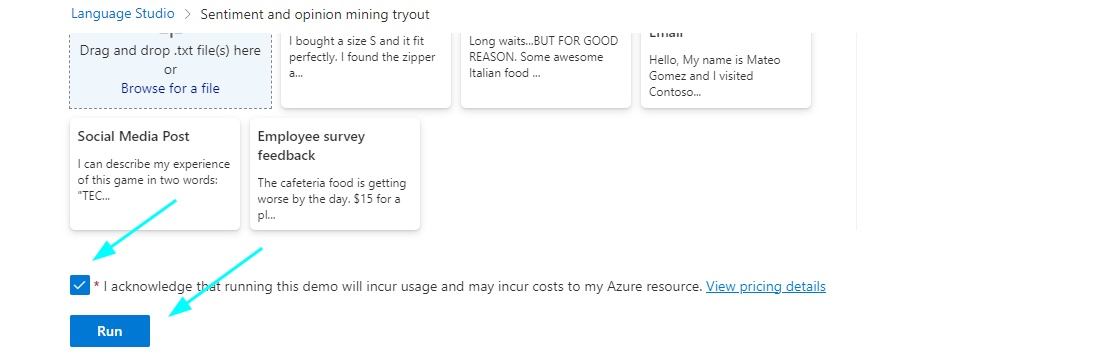 Language Studio > Sentiment and opinion mining tryout
Drag and drop .txt file(s) here
or
Browse for a file
I bought a size S and it fit
perfectly. I found the zipper
a...
Long waits...BUT FOR GOOD
REASON. Some awesome
Italian food ...
Email
Hello, My name is Mateo
Gomez and I visited
Contoso...
Social Media Post
I can describe my experience
of this game in two words:
"TEC...
Employee survey
feedback
The cafeteria food is getting
worse by the day. $15 for a
pl...
* I acknowledge that running this demo will incur usage and may incur costs to my Azure resource. View pricing details
Run